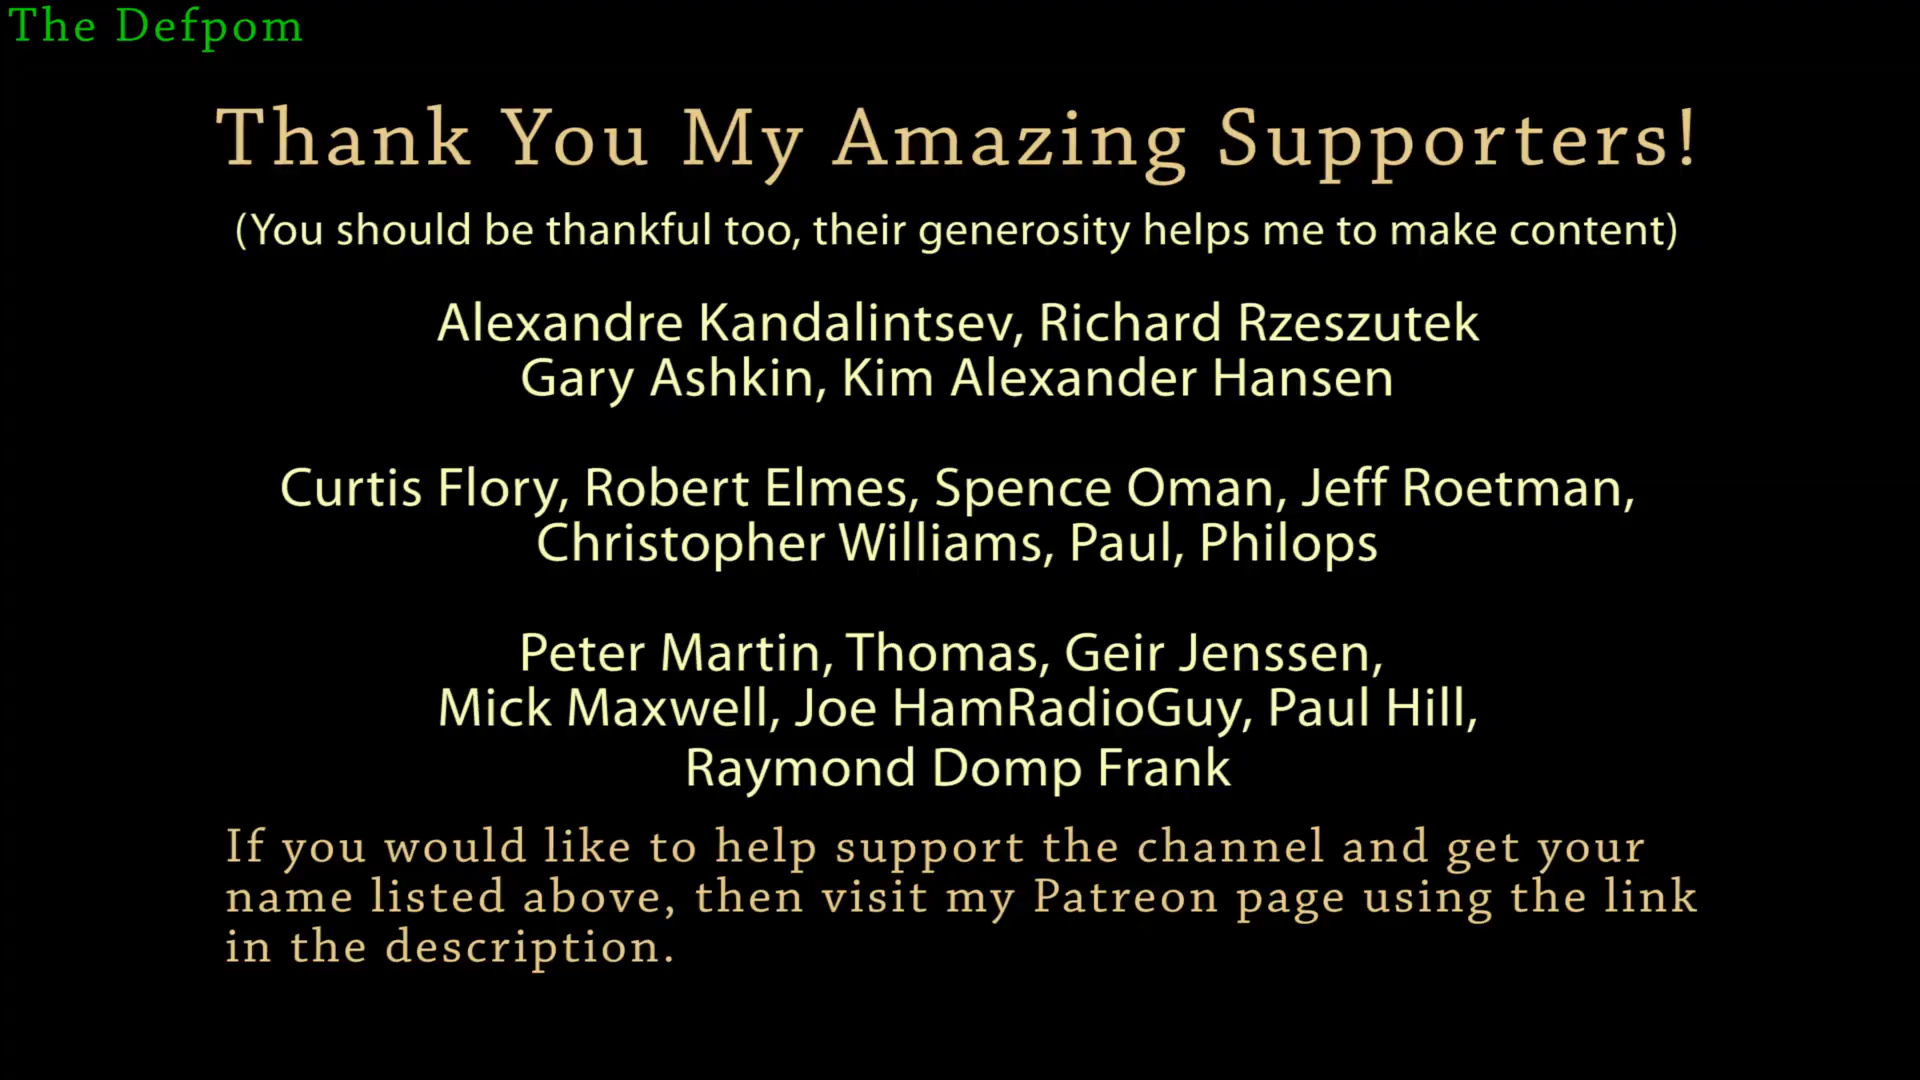 The Defpom
Thank You My Amazing Supporters!
(You should be thankful too, their generosity helps me to make content)
Alexandre Kandalintsev, Richard Rzeszutek
Gary Ashkin, Kim Alexander Hansen
Curtis Flory, Robert Elmes, Spence Oman, Jeff Roetman,
Christopher Williams, Paul, Philops
Peter Martin, Thomas, Geir Jenssen,
Mick Maxwell, Joe HamRadioGuy, Paul Hill,
Raymond Domp Frank
If you would like to help support the channel and get your
name listed above, then visit my Patreon page using the link
in the description.